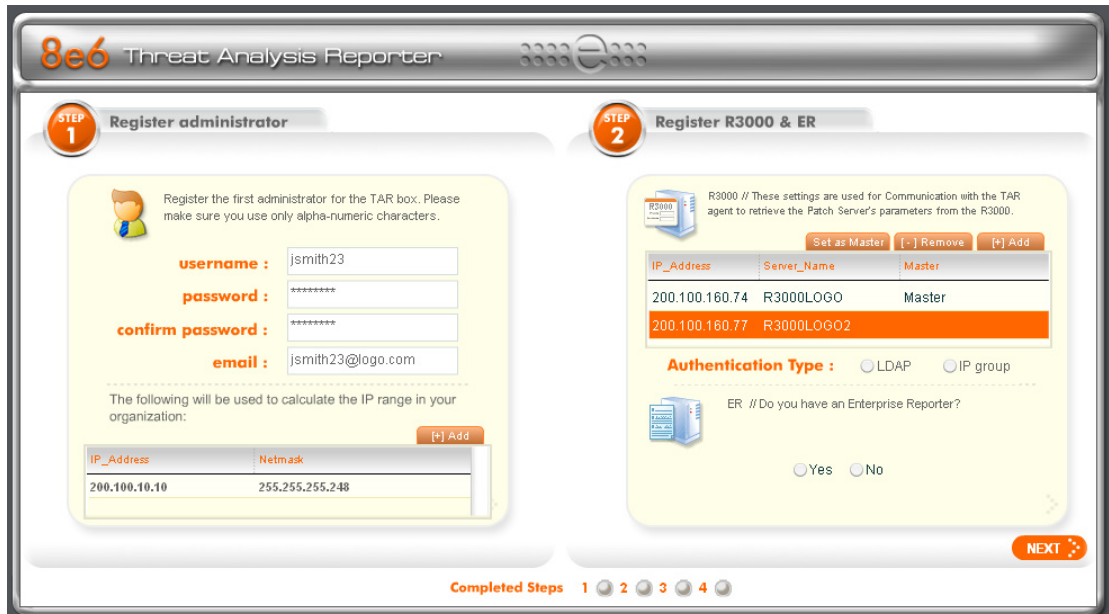 8e6 Threat Analysis Reporter
STEP 1
Register administrator
Register the first administrator for the TAR box. Please
make sure you use only alpha-numeric characters.
username : jsmith23
password : ********
confirm password : ********
email : jsmith23@logo.com
The following will be used to calculate the IP range in your
organization:
[+] Add
IP_Address Netmask
200.100.10.10 255.255.255.248
STEP 2
Register R3000 & ER
R3000
R3000 // These settings are used for Communication with the TAR
agent to retrieve the Patch Server's parameters from the R3000.
Set as Master [-] Remove [+] Add
IP_Address Server_Name Master
200.100.160.74 R3000LOGO Master
200.100.160.77 R3000LOGO2
Authentication Type : LDAP IP group
ER // Do you have an Enterprise Reporter?
Yes No
NEXT
Completed Steps 1 2 3 4